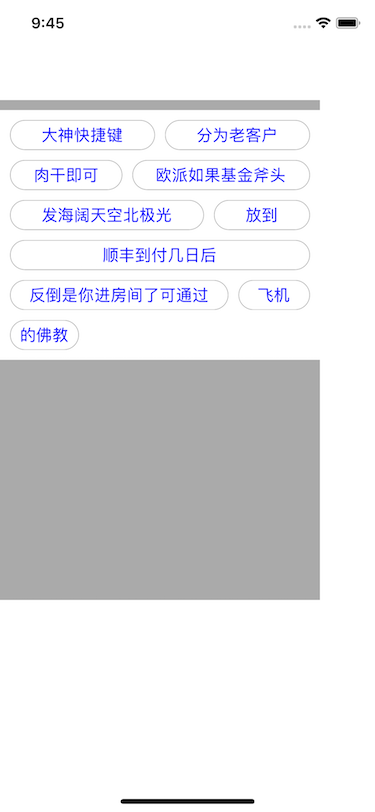 9:45
大神快捷键 分为老客户
肉干即可 欧派如果基金斧头
发海阔天空北极光 放到
顺丰到付几日后
反倒是你进房间了可通过 飞机
的佛教